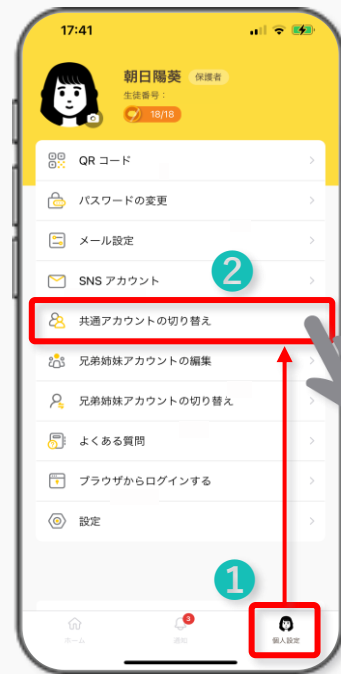 17:41
朝日陽葵 保護者
生徒番号：
18/18
QR コード
パスワードの変更
メール設定
SNS アカウント
2
共通アカウントの切り替え
兄弟姉妹アカウントの編集
兄弟姉妹アカウントの切り替え
よくある質問
ブラウザからログインする
設定
1
3
ホーム 通知 個人設定